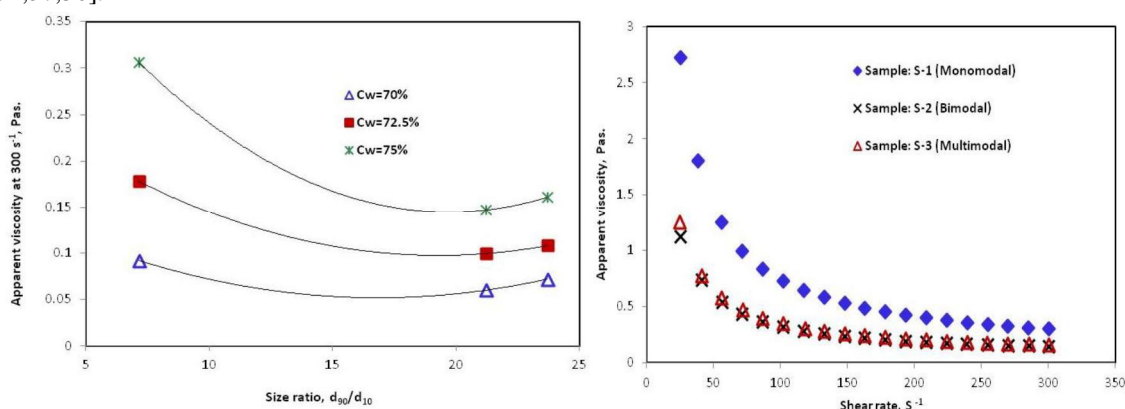 0.4
0.35
0.3
0.25
0.2
0.15
0.1
0.05
0
5
10
15
20
25
Apparent viscosity at 300 s⁻¹, Pas.
Size ratio, d₉₀/d₁₀
Cw=70%
Cw=72.5%
Cw=75%
3
2.5
2
1.5
1
0.5
0
0
50
100
150
200
250
300
350
Apparent viscosity, Pas.
Shear rate, S⁻¹
Sample: S-1 (Monomodal)
Sample: S-2 (Bimodal)
Sample: S-3 (Multimodal)